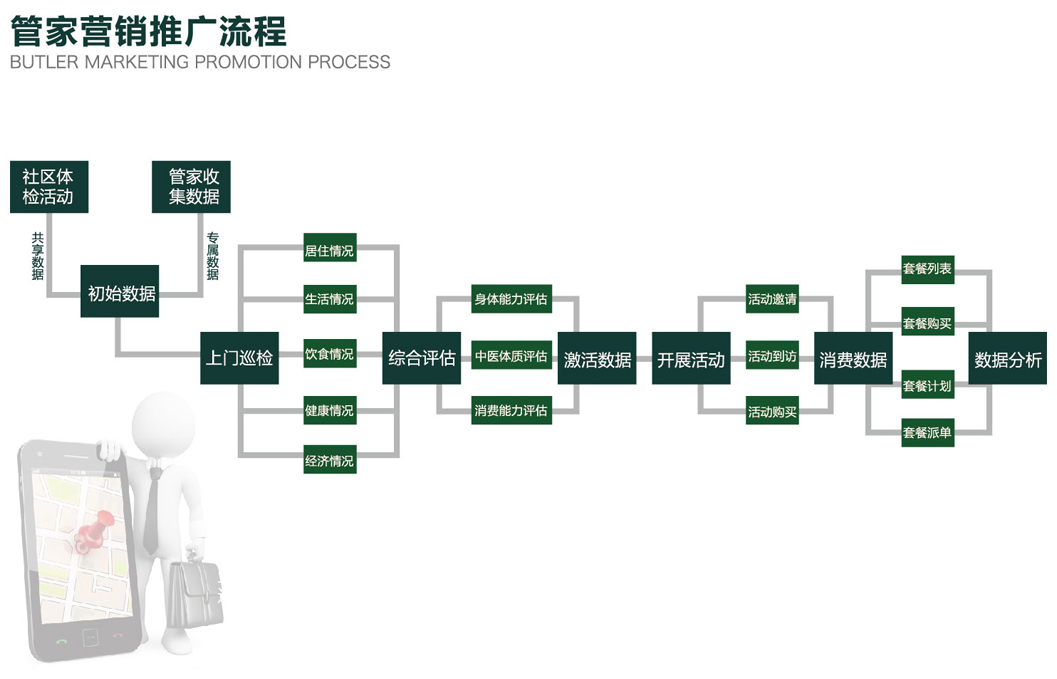 管家营销推广流程
BUTLER MARKETING PROMOTION PROCESS
社区体
检活动
管家收
集数据
共享数据
专属数据
初始数据
上门巡检
居住情况
生活情况
饮食情况
健康情况
经济情况
综合评估
身体能力评估
中医体质评估
消费能力评估
激活数据
开展活动
活动邀请
活动到访
活动购买
消费数据
套餐列表
套餐购买
套餐计划
套餐派单
数据分析